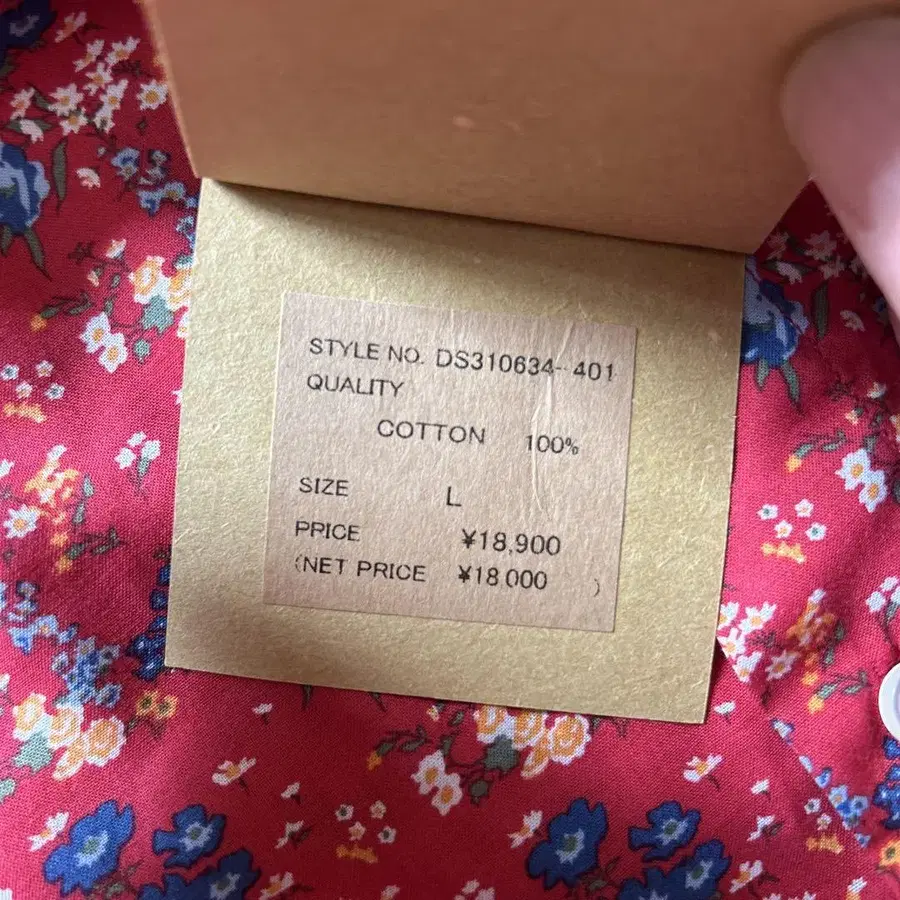 STYLE NO. DS310634-401
QUALITY
COTTON 100%
SIZE L
PRICE ¥18,900
(NET PRICE ¥18,000 )